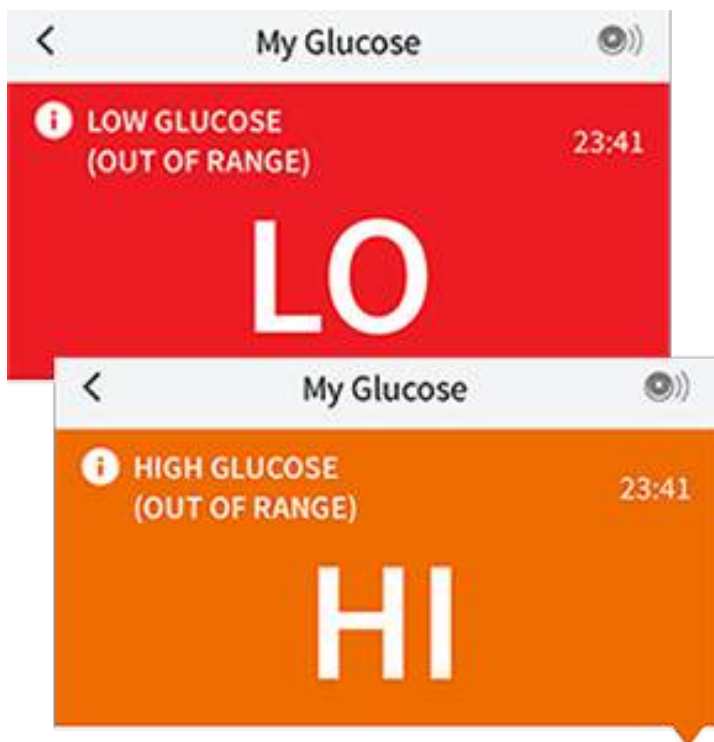 My Glucose
LOW GLUCOSE
(OUT OF RANGE)
23:41
LO
My Glucose
HIGH GLUCOSE
(OUT OF RANGE)
23:41
HI